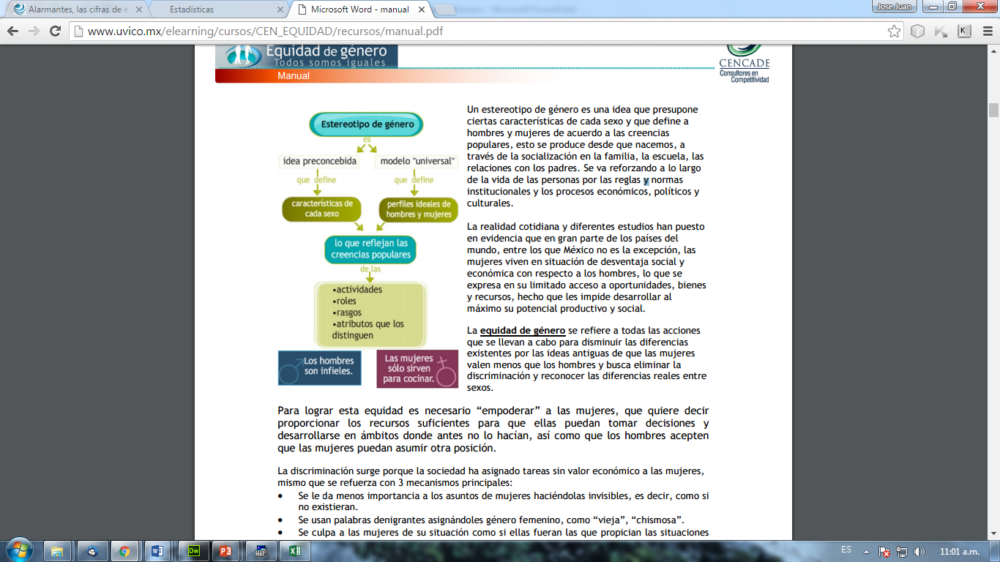 Alarmantes, las cifras de e
Estadísticas
Microsoft Word - manual
Jose Juan
www.uvico.mx/elearning/cursos/CEN_EQUIDAD/recursos/manual.pdf
Equidad de género
Todos somos iguales
Manual
CENCADE
Consultores en
Competitividad
Estereotipo de género
es
idea preconcebida
modelo "universal"
que define
que define
características de
cada sexo
perfiles ideales de
hombres y mujeres
lo que reflejan las
creencias populares
de las
•actividades
•roles
•rasgos
•atributos que los
distinguen
Los hombres
son infieles.
Las mujeres
sólo sirven
para cocinar.
Un estereotipo de género es una idea que presupone
ciertas características de cada sexo y que define a
hombres y mujeres de acuerdo a las creencias
populares, esto se produce desde que nacemos, a
través de la socialización en la familia, la escuela, las
relaciones con los padres. Se va reforzando a lo largo
de la vida de las personas por las reglas y normas
institucionales y los procesos económicos, políticos y
culturales.
La realidad cotidiana y diferentes estudios han puesto
en evidencia que en gran parte de los países del
mundo, entre los que México no es la excepción, las
mujeres viven en situación de desventaja social y
económica con respecto a los hombres, lo que se
expresa en su limitado acceso a oportunidades, bienes
y recursos, hecho que les impide desarrollar al
máximo su potencial productivo y social.
La equidad de género se refiere a todas las acciones
que se llevan a cabo para disminuir las diferencias
existentes por las ideas antiguas de que las mujeres
valen menos que los hombres y busca eliminar la
discriminación y reconocer las diferencias reales entre
sexos.
Para lograr esta equidad es necesario “empoderar” a las mujeres, que quiere decir
proporcionar los recursos suficientes para que ellas puedan tomar decisiones y
desarrollarse en ámbitos donde antes no lo hacían, así como que los hombres acepten
que las mujeres puedan asumir otra posición.
La discriminación surge porque la sociedad ha asignado tareas sin valor económico a las mujeres,
mismo que se refuerza con 3 mecanismos principales:
• Se le da menos importancia a los asuntos de mujeres haciéndolas invisibles, es decir, como si
no existieran.
• Se usan palabras denigrantes asignándoles género femenino, como “vieja”, “chismosa”.
• Se culpa a las mujeres de su situación como si ellas fueran las que propician las situaciones
ES
11:01 a.m.